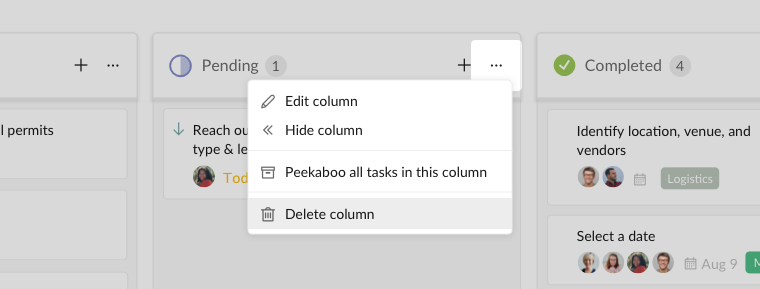 Pending 1
Completed 4
l permits
Reach ou
type & le
Tod
Edit column
Hide column
Peekaboo all tasks in this column
Delete column
Identify location, venue, and
vendors
Logistics
Select a date
Aug 9